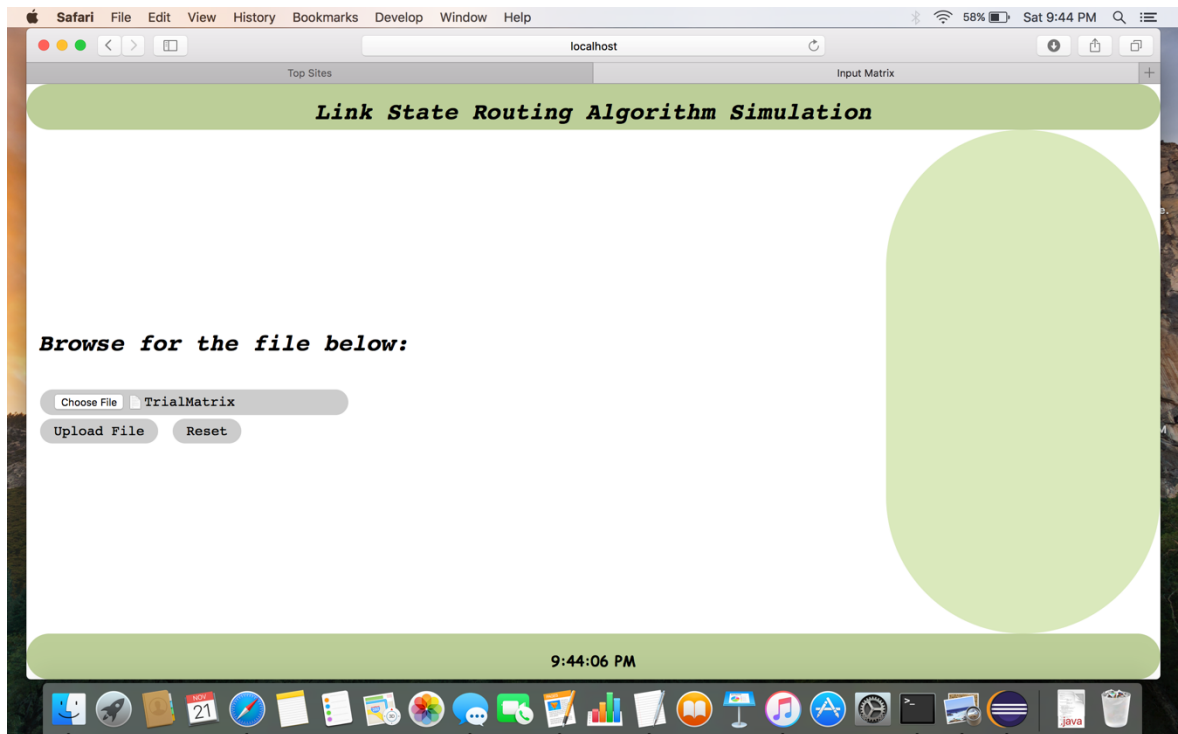 Safari File Edit View History Bookmarks Develop Window Help 58% Sat 9:44 PM
localhost
Top Sites Input Matrix +
Link State Routing Algorithm Simulation
Browse for the file below:
Choose File TrialMatrix
Upload File Reset
9:44:06 PM
NOV
21
.java